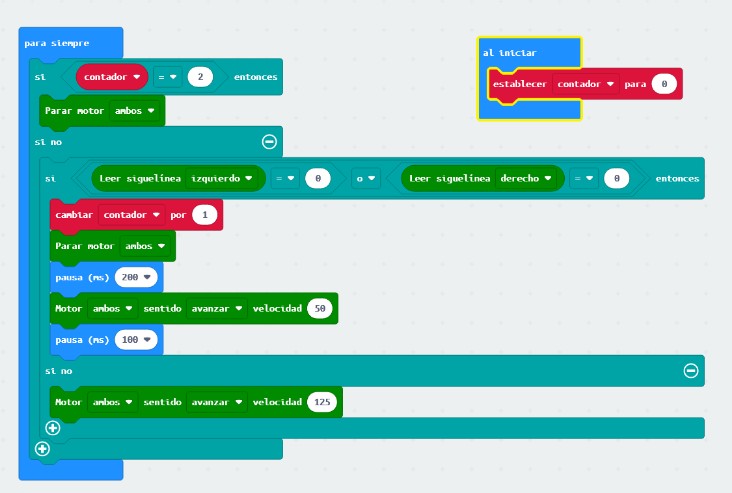 para siempre
si contador = 2 entonces
Parar motor ambos
si no
si Leer siguelinea izquierdo = 0 o Leer siguelinea derecho = 0 entonces
cambiar contador por 1
Parar motor ambos
pausa (ms) 200
Motor ambos sentido avanzar velocidad 50
pausa (ms) 100
si no
Motor ambos sentido avanzar velocidad 125
al iniciar
establecer contador para 0